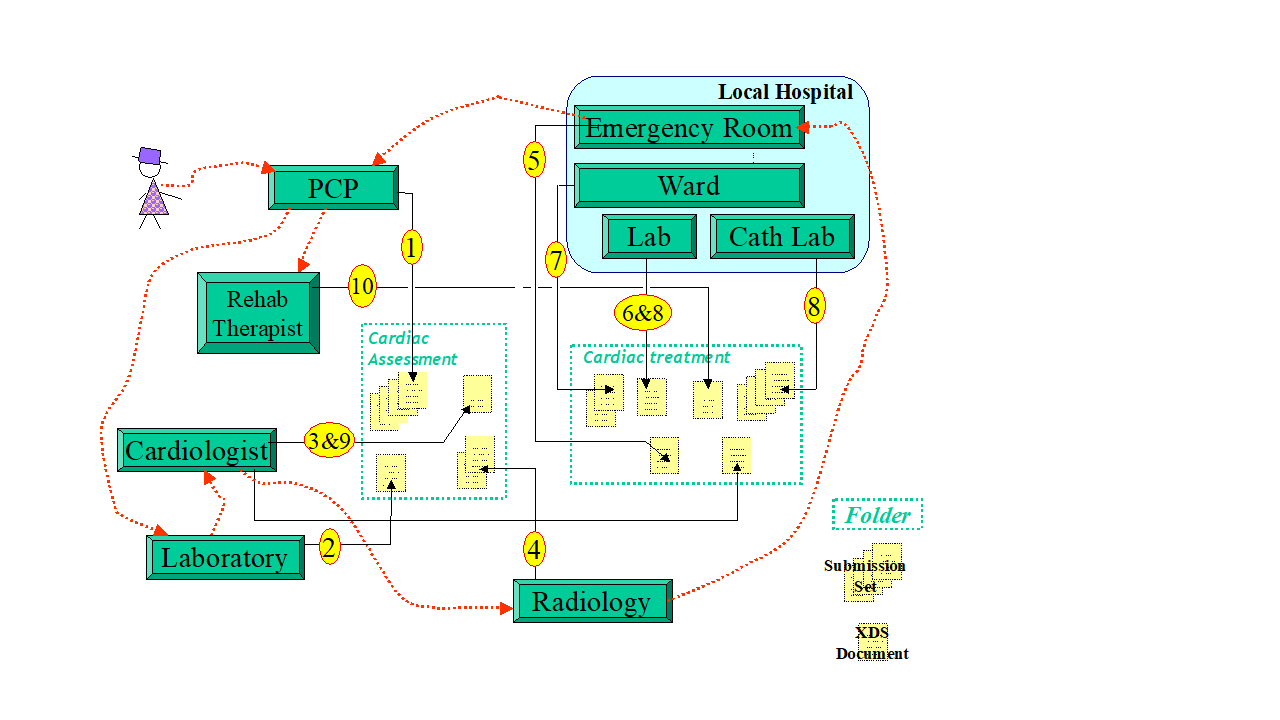 Local Hospital
Emergency Room
5
PCP
Ward
1
Lab
Cath Lab
7
10
Rehab
Therapist
6&8
8
Cardiac
Assessment
Cardiac treatment
Cardiologist
3&9
Folder
Laboratory
2
4
Submission
Set
Radiology
XDS
Document